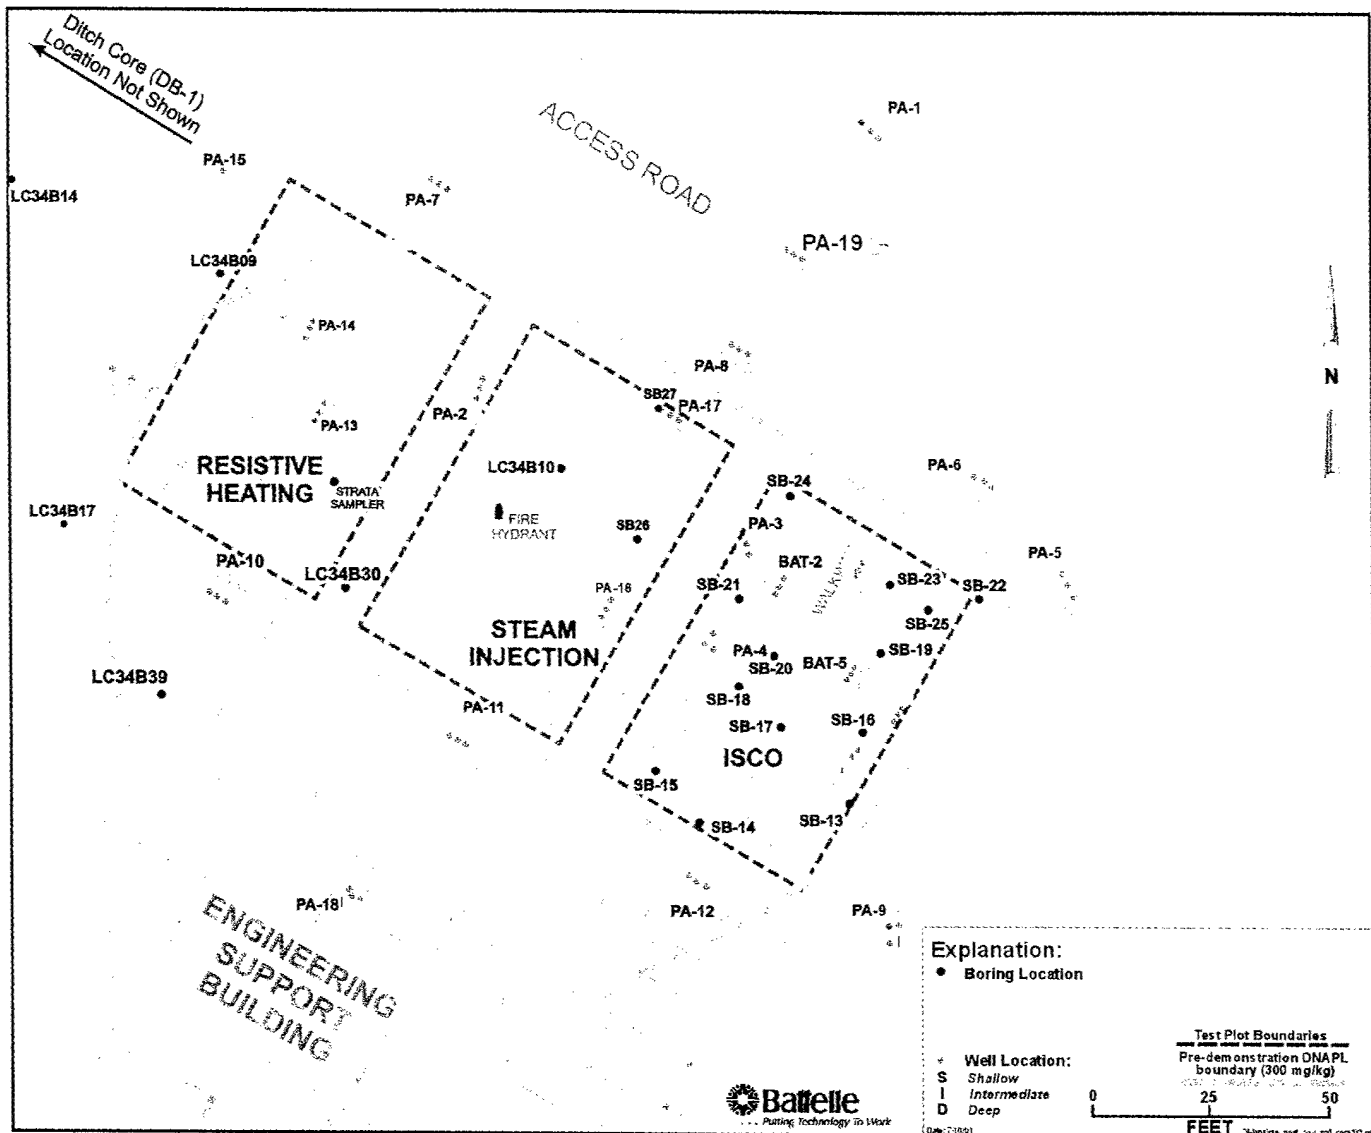 Ditch Core (DB-1)
Location Not Shown
ACCESS ROAD
PA-1
PA-15
LC34B14
PA-7
PA-19
LC34B09
PA-14
PA-8
N
PA-2
SB27
PA-17
PA-13
RESISTIVE
HEATING
STRATA
SAMPLER
LC34B10
SB-24
PA-6
LC34B17
FIRE
HYDRANT
SB26
PA-3
PA-5
PA-10
LC34B30
BAT-2
SB-21
SB-23
SB-22
PA-16
SB-25
STEAM
INJECTION
PA-4
SB-20
BAT-5
SB-19
LC34B39
SB-18
PA-11
SB-17
SB-16
ISCO
SB-15
SB-14
SB-13
PA-18
PA-12
PA-9
ENGINEERING
SUPPORT
BUILDING
Explanation:
Boring Location
Well Location:
S Shallow
I Intermediate
D Deep
Test Plot Boundaries
Pre-demonstration DNAPL
boundary (300 mg/kg)
0 25 50
FEET
Battelle
... Putting Technology To Work